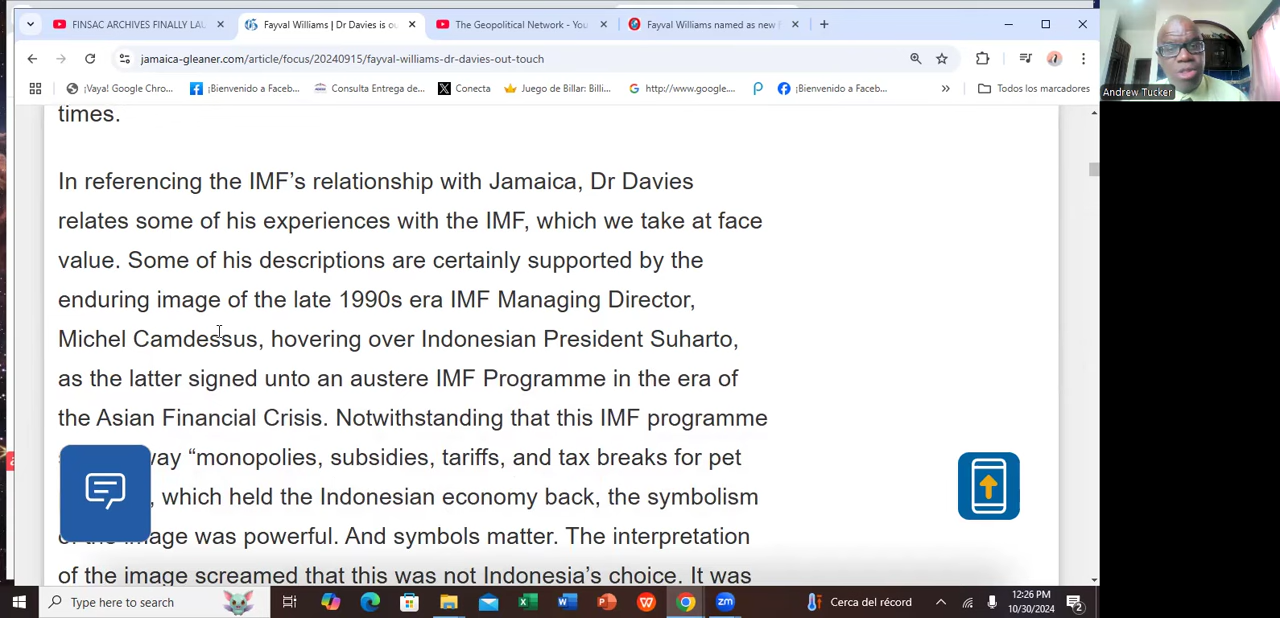 FINSAC ARCHIVES FINALLY LAU
Fayval Williams | Dr Davies is ou
The Geopolitical Network - You
Fayval Williams named as new
jamaica-gleaner.com/article/focus/20240915/fayval-williams-dr-davies-out-touch
¡Vaya! Google Chro...
¡Bienvenido a Faceb...
Consulta Entrega de...
Conecta
Juego de Billar: Billi...
http://www.google....
¡Bienvenido a Faceb...
»
Todos los marcadores
Andrew Tucker
times.
In referencing the IMF’s relationship with Jamaica, Dr Davies
relates some of his experiences with the IMF, which we take at face
value. Some of his descriptions are certainly supported by the
enduring image of the late 1990s era IMF Managing Director,
Michel Camdessus, hovering over Indonesian President Suharto,
as the latter signed unto an austere IMF Programme in the era of
the Asian Financial Crisis. Notwithstanding that this IMF programme
way “monopolies, subsidies, tariffs, and tax breaks for pet
, which held the Indonesian economy back, the symbolism
image was powerful. And symbols matter. The interpretation
of the image screamed that this was not Indonesia’s choice. It was
Type here to search
Cerca del récord
12:26 PM
10/30/2024
2